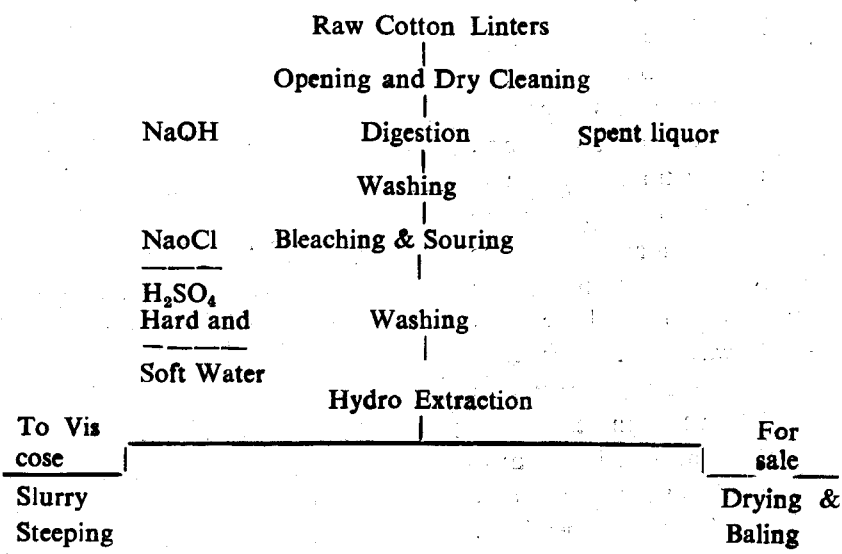 Raw Cotton Linters
Opening and Dry Cleaning
NaOH Digestion Spent liquor
Washing
NaoCl Bleaching & Souring
H₂SO₄
Hard and Washing
Soft Water
Hydro Extraction
To Vis For
cose sale
Slurry Drying &
Steeping Baling